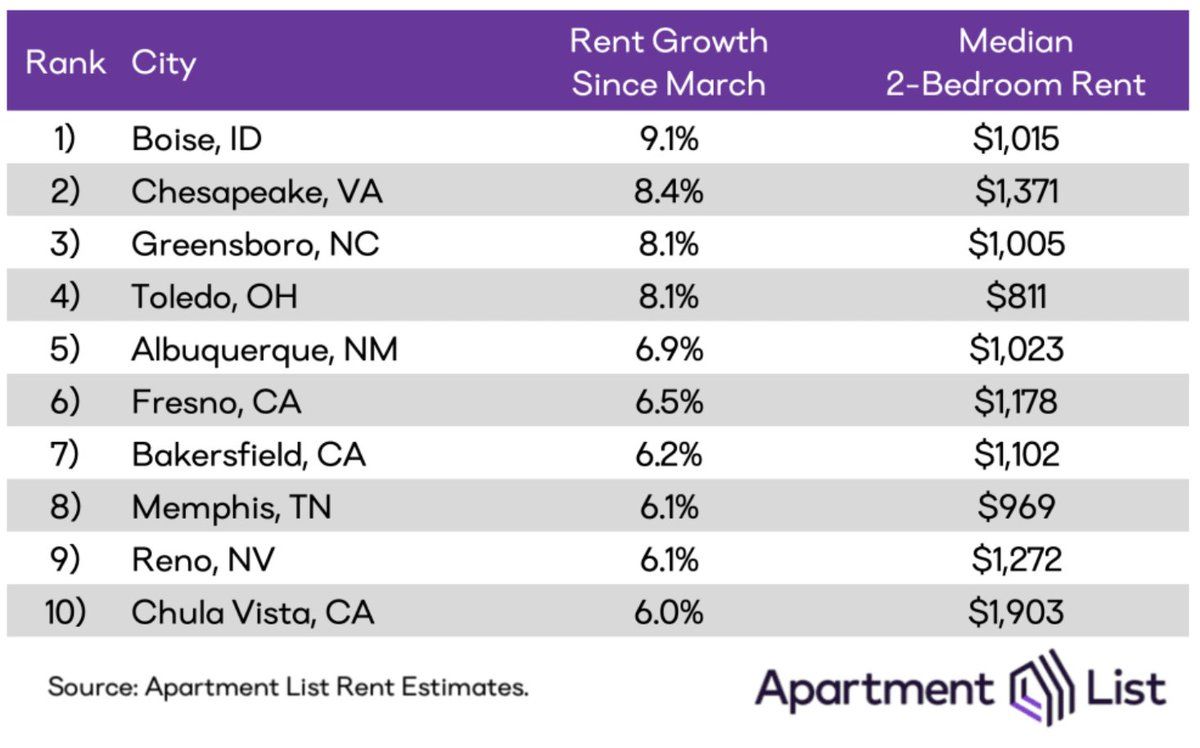 Rank City Rent Growth Since March Median 2-Bedroom Rent
1) Boise, ID 9.1% $1,015
2) Chesapeake, VA 8.4% $1,371
3) Greensboro, NC 8.1% $1,005
4) Toledo, OH 8.1% $811
5) Albuquerque, NM 6.9% $1,023
6) Fresno, CA 6.5% $1,178
7) Bakersfield, CA 6.2% $1,102
8) Memphis, TN 6.1% $969
9) Reno, NV 6.1% $1,272
10) Chula Vista, CA 6.0% $1,903
Source: Apartment List Rent Estimates.
Apartment List